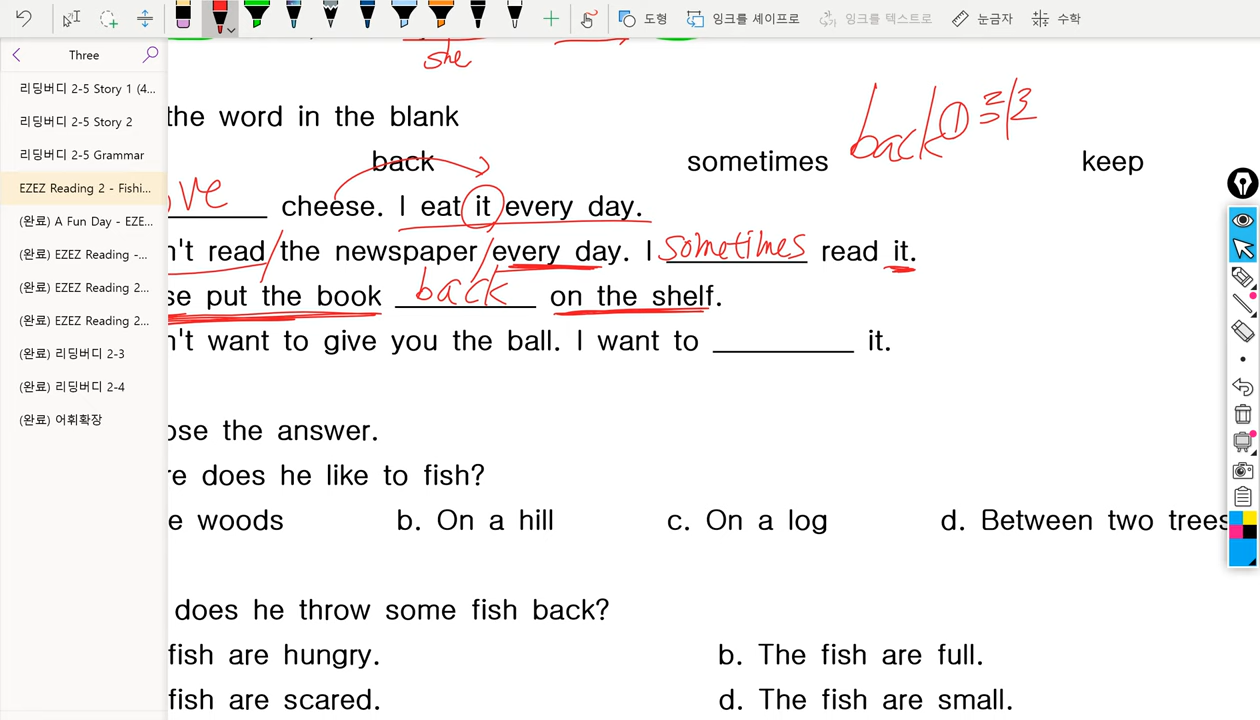 도형 잉크를 셰이프로 잉크를 텍스트로 눈금자 수학
Three
리딩버디 2-5 Story 1 (4...
리딩버디 2-5 Story 2
리딩버디 2-5 Grammar
EZEZ Reading 2 - Fishi...
(완료) A Fun Day - EZE...
EZEZ Reading -...
(완료) EZEZ Reading 2...
(완료) EZEZ Reading 2...
(완료) 리딩버디 2-3
(완료) 리딩버디 2-4
(완료) 어휘확장
she
the word in the blank
back ①
back sometimes keep
ve cheese. I eat it every day.
n't read / the newspaper / every day. I sometimes read it.
se put the book back on the shelf.
n't want to give you the ball. I want to __________ it.
ose the answer.
re does he like to fish?
e woods b. On a hill c. On a log d. Between two trees
does he throw some fish back?
fish are hungry. b. The fish are full.
fish are scared. d. The fish are small.